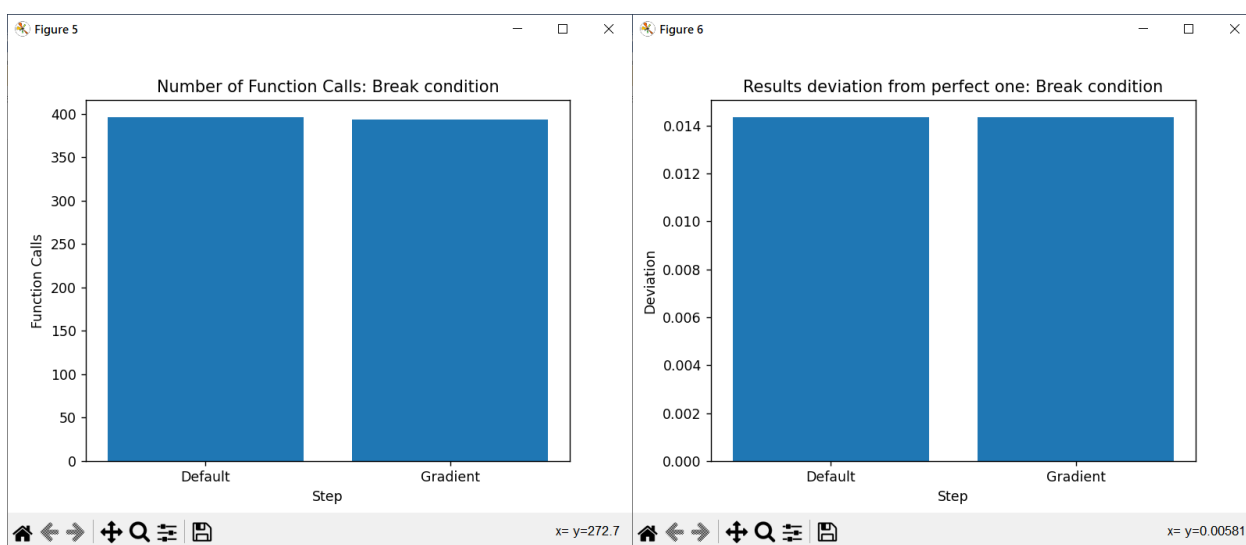 Figure 5
Number of Function Calls: Break condition
400
350
300
250
200
150
100
50
0
Function Calls
Default Gradient
Step
x= y=272.7
Figure 6
Results deviation from perfect one: Break condition
0.014
0.012
0.010
0.008
0.006
0.004
0.002
0.000
Deviation
Default Gradient
Step
x= y=0.00581